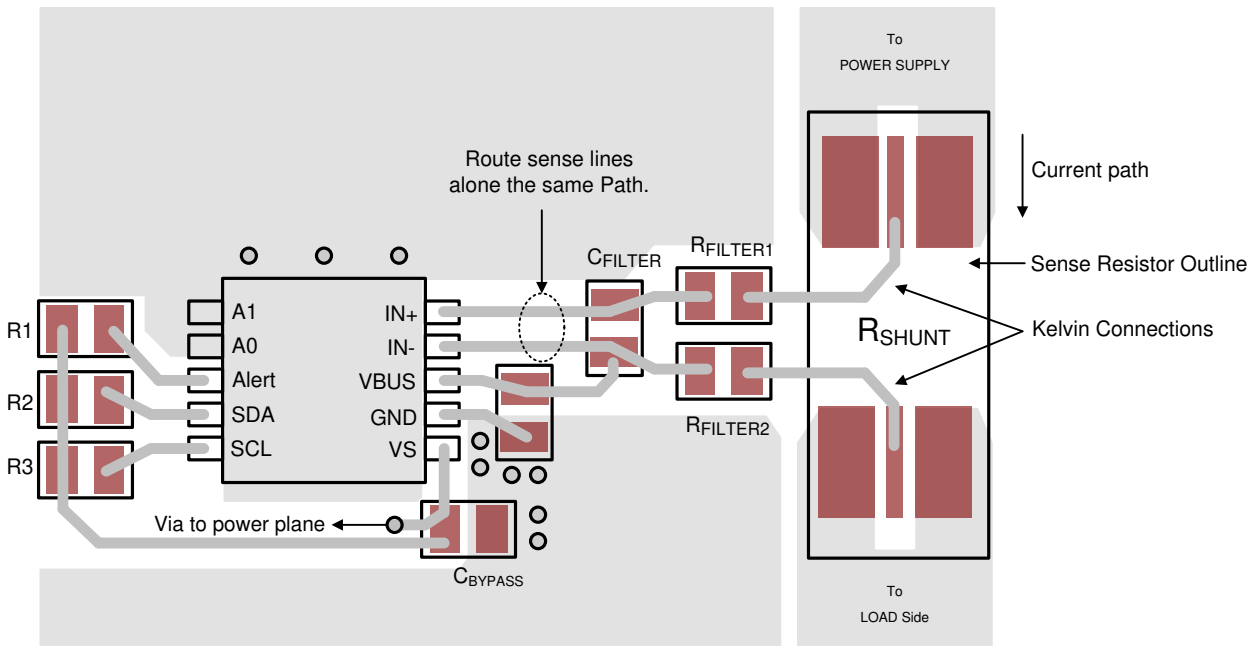 To
POWER SUPPLY
Route sense lines
alone the same Path.
Current path
RFILTER1
CFILTER
Sense Resistor Outline
R1
A1
IN+
RSHUNT
Kelvin Connections
A0
IN-
Alert
VBUS
R2
SDA
GND
RFILTER2
R3
SCL
VS
Via to power plane
CBYPASS
To
LOAD Side